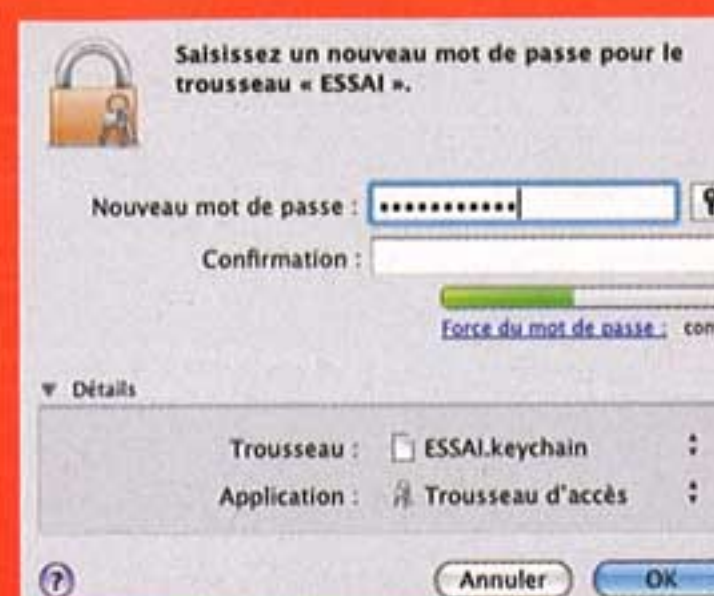 Saisissez un nouveau mot de passe pour le
trousseau « ESSAI ».
Nouveau mot de passe :
Confirmation :
Force du mot de passe :
Détails
Trousseau : ESSAI.keychain
Application : Trousseau d'accès
?
Annuler OK